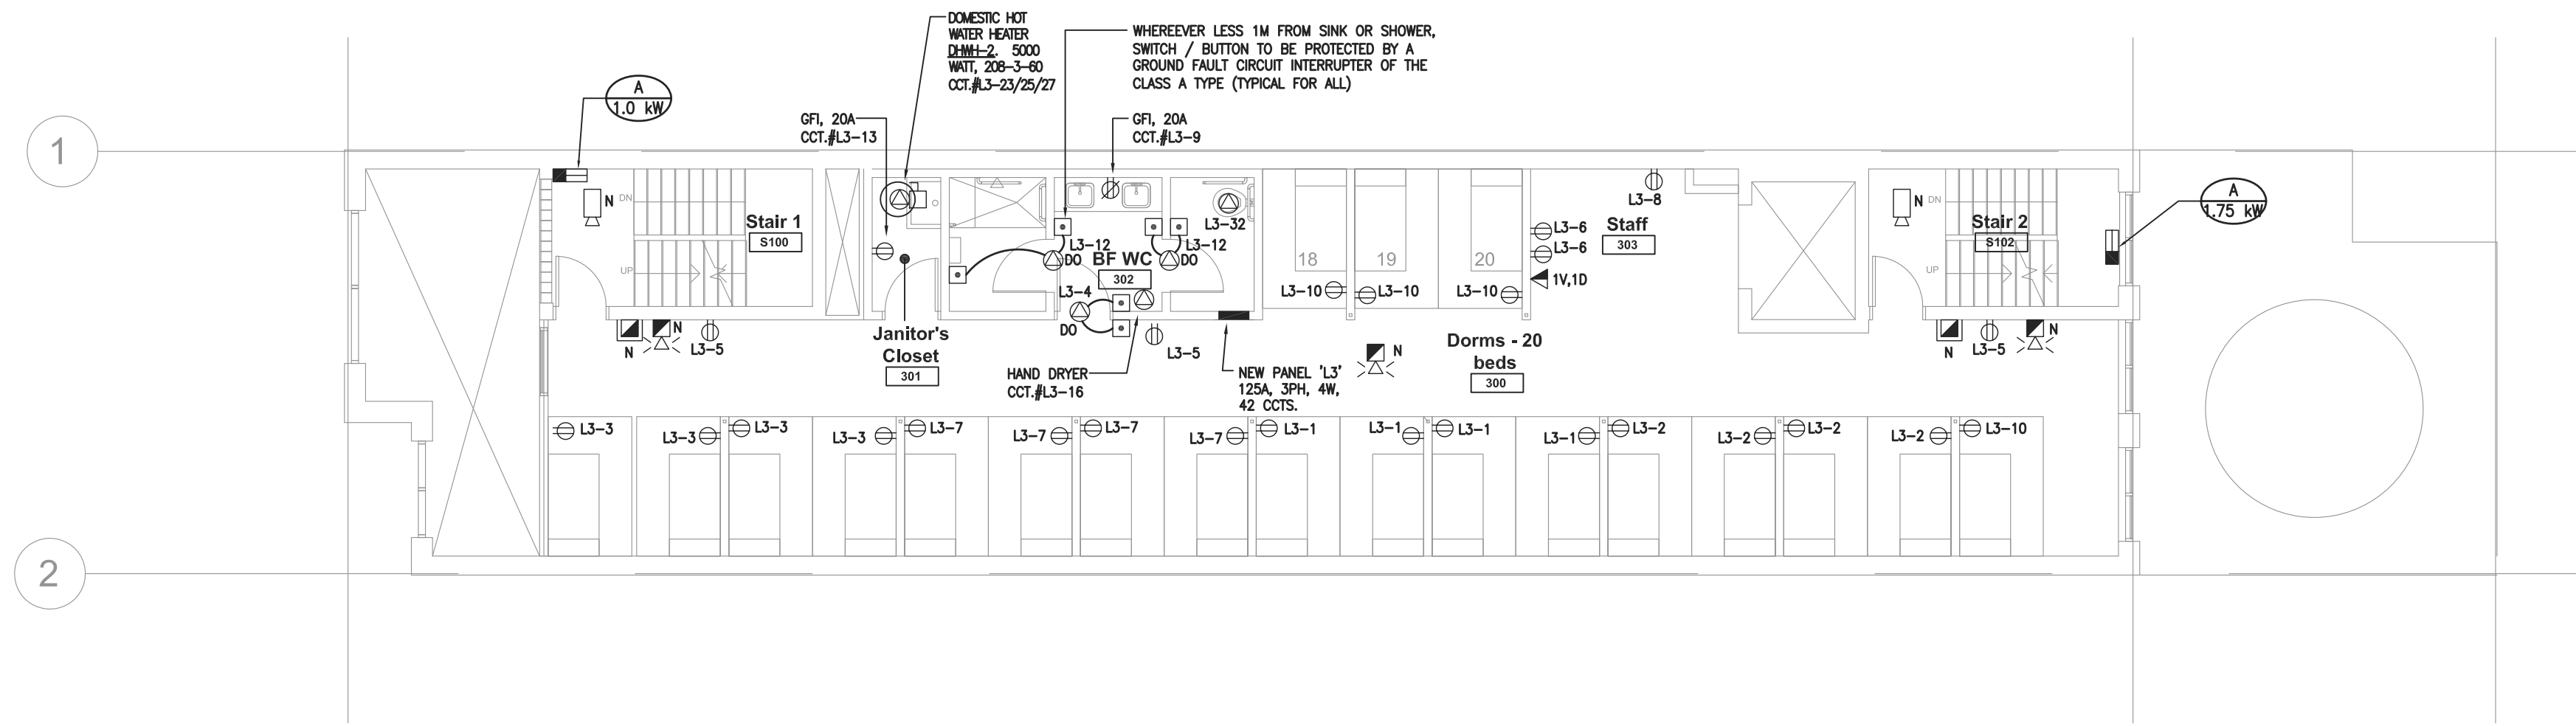 DOMESTIC HOT
WATER HEATER
DHWH-2. 5000
WATT, 208-3-60
CCT.#L3-23/25/27
WHEREEVER LESS 1M FROM SINK OR SHOWER,
SWITCH / BUTTON TO BE PROTECTED BY A
GROUND FAULT CIRCUIT INTERRUPTER OF THE
CLASS A TYPE (TYPICAL FOR ALL)
A
1.0 kW
GFI, 20A
CCT.#L3-13
GFI, 20A
CCT.#L3-9
1
A
1.75 kW
N
DN
Stair 1
S100
UP
L3-32
L3-12
DO
BF WC
302
L3-12
DO
L3-4
DO
18
19
20
L3-10
L3-10
L3-10
L3-6
L3-6
1V,1D
L3-8
Staff
303
N
DN
Stair 2
S102
UP
N
N
L3-5
Janitor's
Closet
301
HAND DRYER
CCT.#L3-16
L3-5
NEW PANEL 'L3'
125A, 3PH, 4W,
42 CCTS.
N
Dorms - 20
beds
300
N
L3-5
N
L3-3
L3-3
L3-3
L3-3
L3-7
L3-7
L3-7
L3-7
L3-1
L3-1
L3-1
L3-1
L3-2
L3-2
L3-2
L3-2
L3-10
2